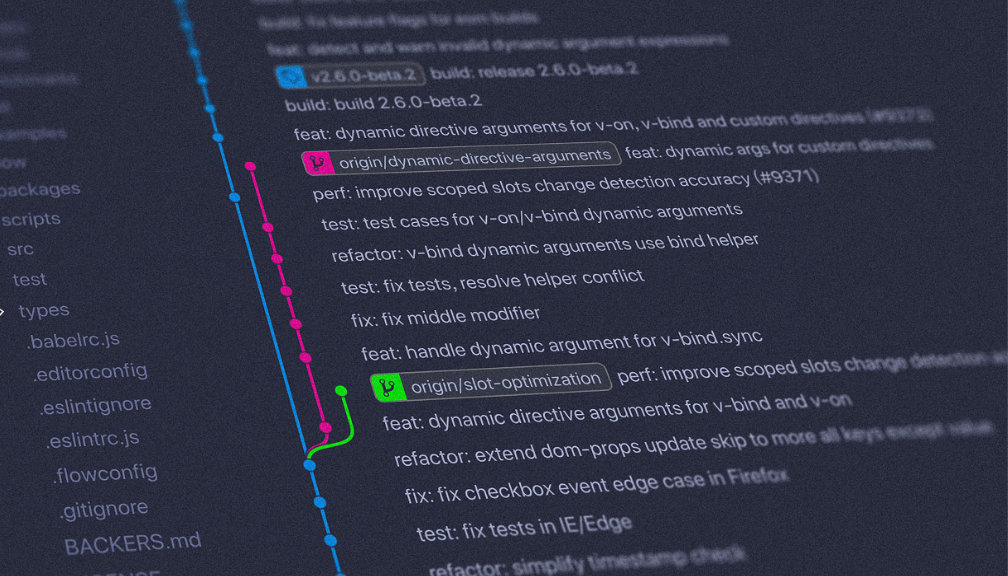 build: fix feature flags for esm builds
feat: detect and warn invalid dynamic argument expressions
v2.6.0-beta.2 build: release 2.6.0-beta.2
build: build 2.6.0-beta.2
feat: dynamic directive arguments for v-on, v-bind and custom directives (#9373)
origin/dynamic-directive-arguments feat: dynamic args for custom directives
perf: improve scoped slots change detection accuracy (#9371)
test: test cases for v-on/v-bind dynamic arguments
refactor: v-bind dynamic arguments use bind helper
test: fix tests, resolve helper conflict
fix: fix middle modifier
feat: handle dynamic argument for v-bind.sync
origin/slot-optimization perf: improve scoped slots change detection
feat: dynamic directive arguments for v-bind and v-on
refactor: extend dom-props update skip to more all keys except value
fix: fix checkbox event edge case in Firefox
test: fix tests in IE/Edge
refactor: simplify timestamp check
packages
scripts
src
test
types
.babelrc.js
.editorconfig
.eslintignore
.eslintrc.js
.flowconfig
.gitignore
BACKERS.md